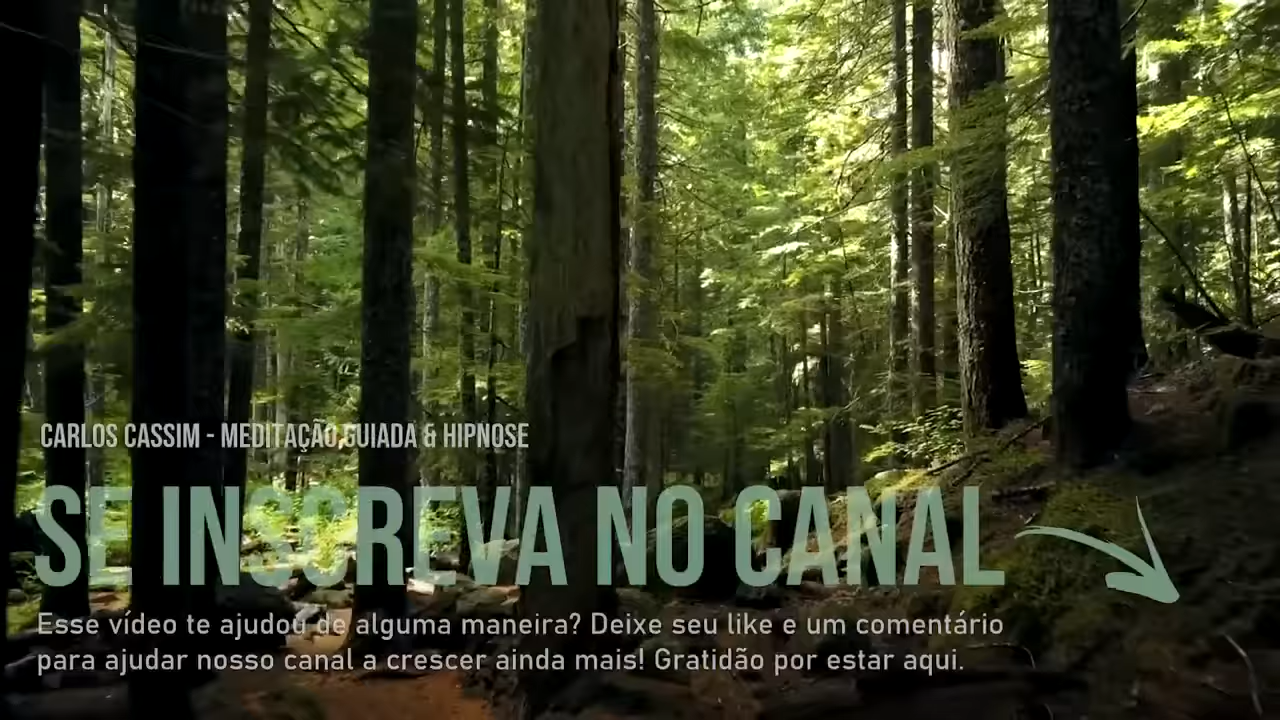 CARLOS CASSIM - MEDITAÇÃO GUIADA & HIPNOSE
SE INSCREVA NO CANAL
Esse vídeo te ajudou de alguma maneira? Deixe seu like e um comentário
para ajudar nosso canal a crescer ainda mais! Gratidão por estar aqui.